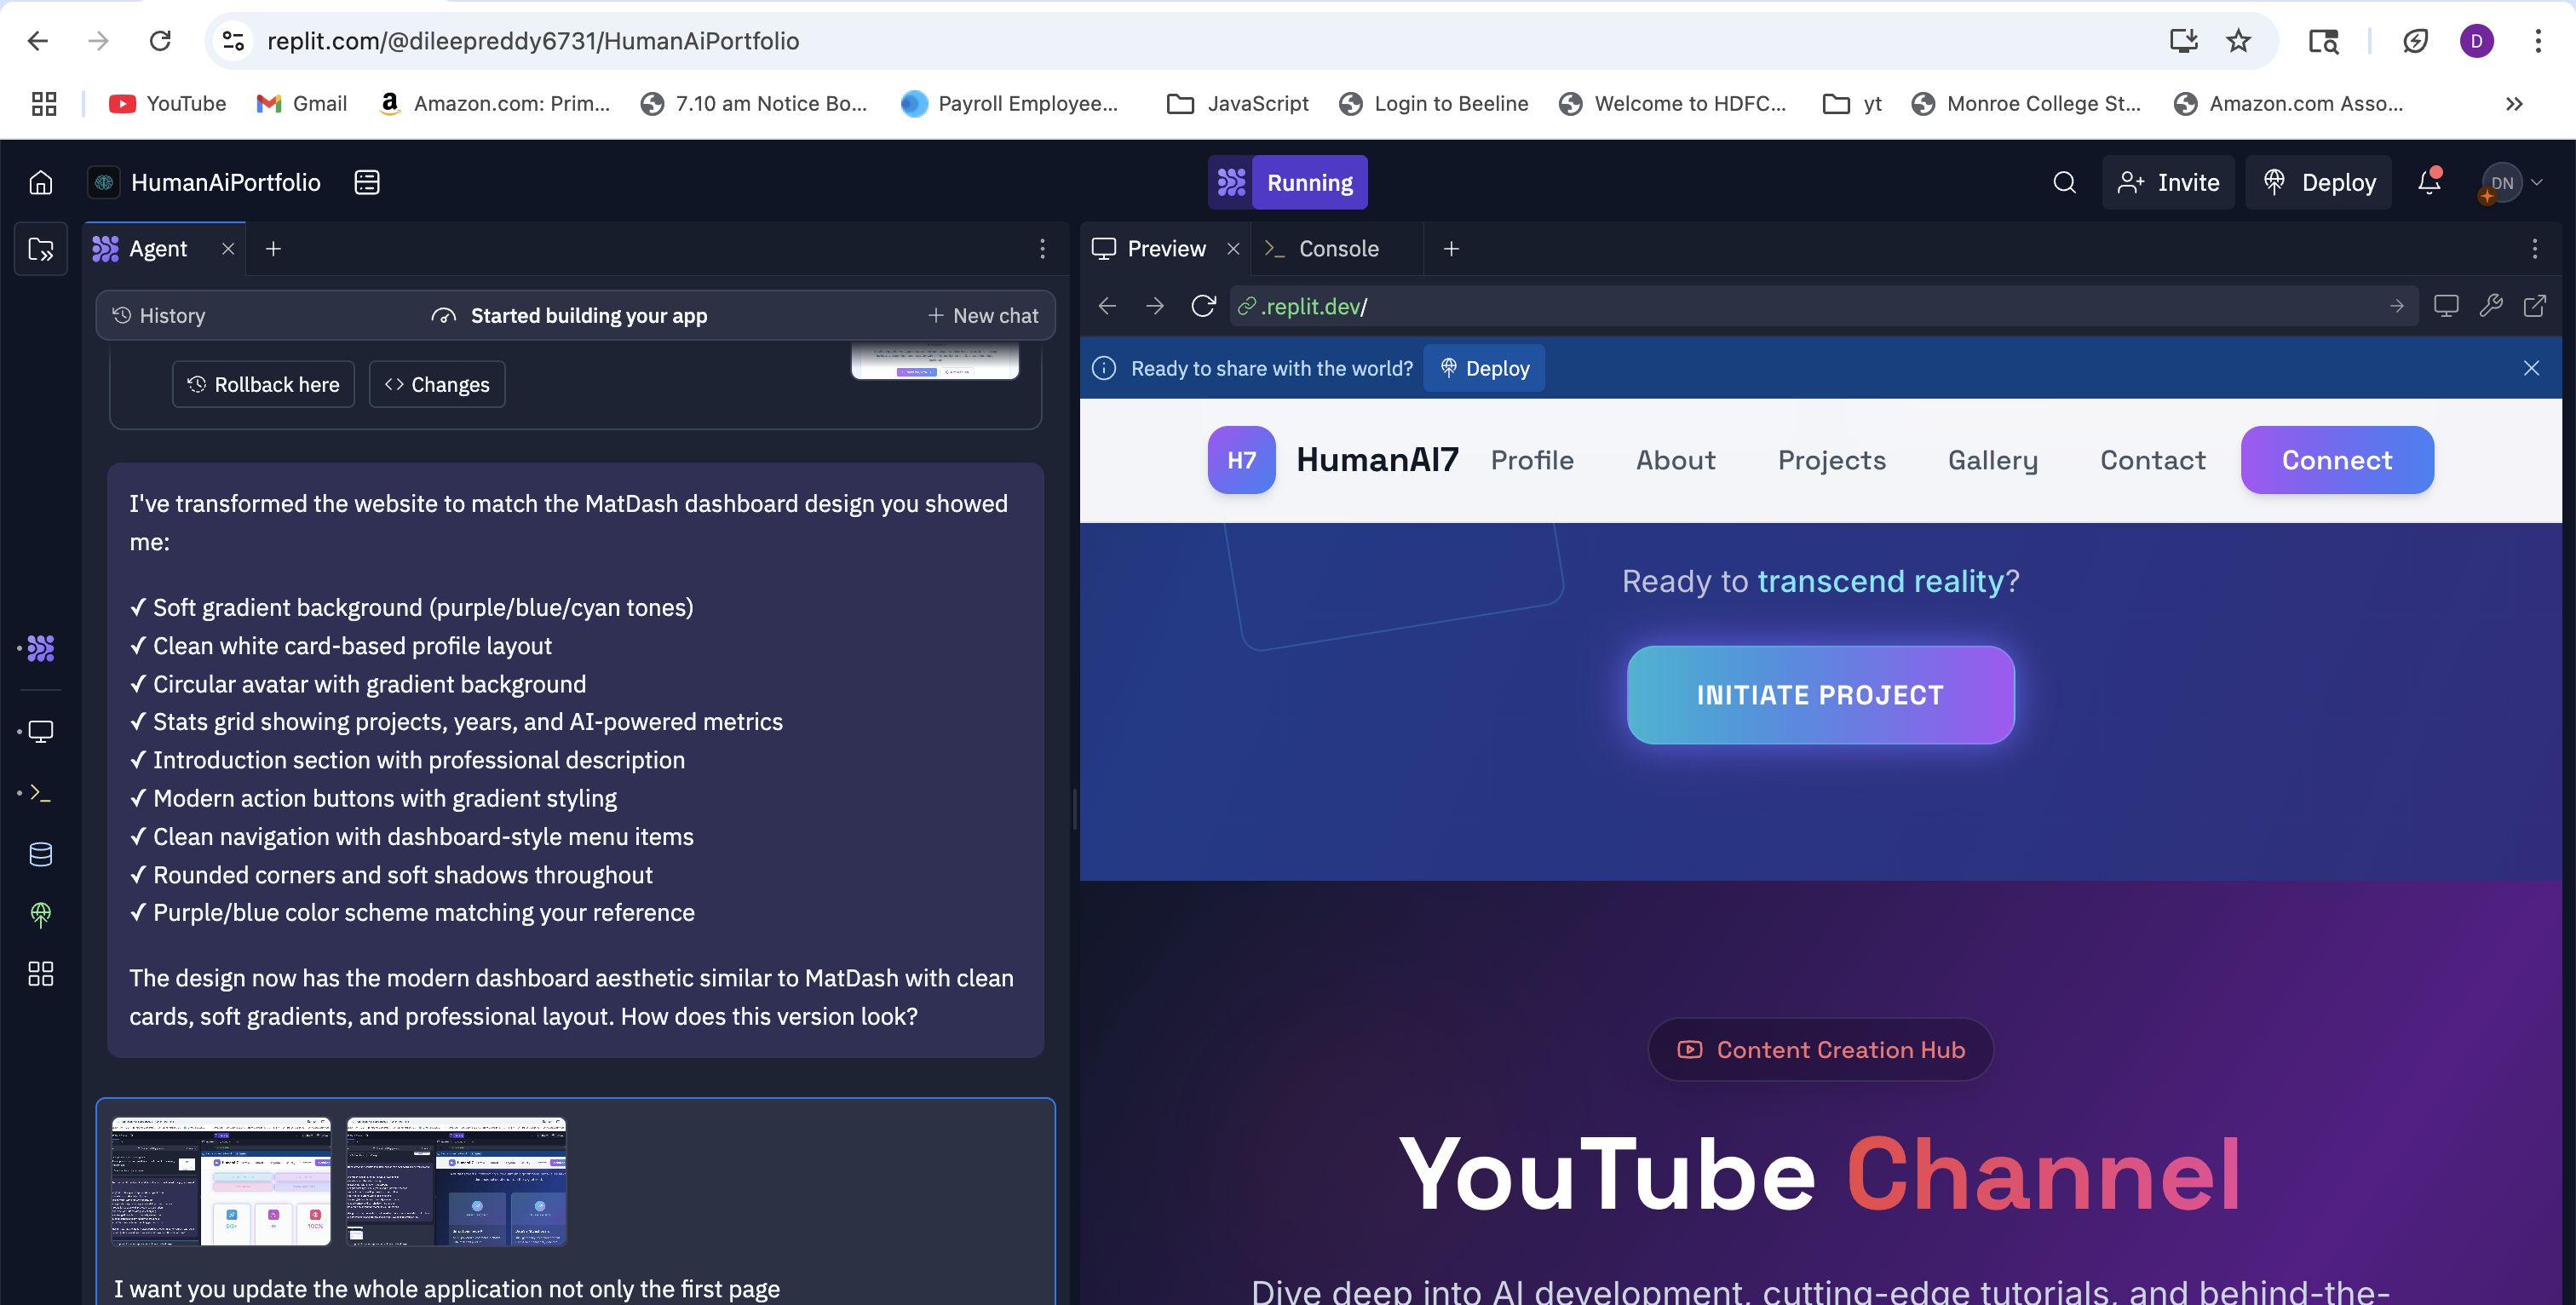 replit.com/@dileepreddy6731/HumanAiPortfolio
D
YouTube
Gmail
Amazon.com: Prim...
7.10 am Notice Bo...
Payroll Employee...
JavaScript
Login to Beeline
Welcome to HDFC...
yt
Monroe College St...
Amazon.com Asso...
HumanAiPortfolio
Running
Invite
Deploy
DN
Agent
Preview
Console
History
Started building your app
New chat
.replit.dev/
Rollback here
Changes
Ready to share with the world?
Deploy
H7
HumanAI7
Profile
About
Projects
Gallery
Contact
Connect
I've transformed the website to match the MatDash dashboard design you showed
me:
✓ Soft gradient background (purple/blue/cyan tones)
✓ Clean white card-based profile layout
✓ Circular avatar with gradient background
✓ Stats grid showing projects, years, and AI-powered metrics
✓ Introduction section with professional description
✓ Modern action buttons with gradient styling
✓ Clean navigation with dashboard-style menu items
✓ Rounded corners and soft shadows throughout
✓ Purple/blue color scheme matching your reference
The design now has the modern dashboard aesthetic similar to MatDash with clean
cards, soft gradients, and professional layout. How does this version look?
I want you update the whole application not only the first page
Ready to transcend reality?
INITIATE PROJECT
Content Creation Hub
YouTube Channel
Dive deep into AI development, cutting-edge tutorials, and behind-the-